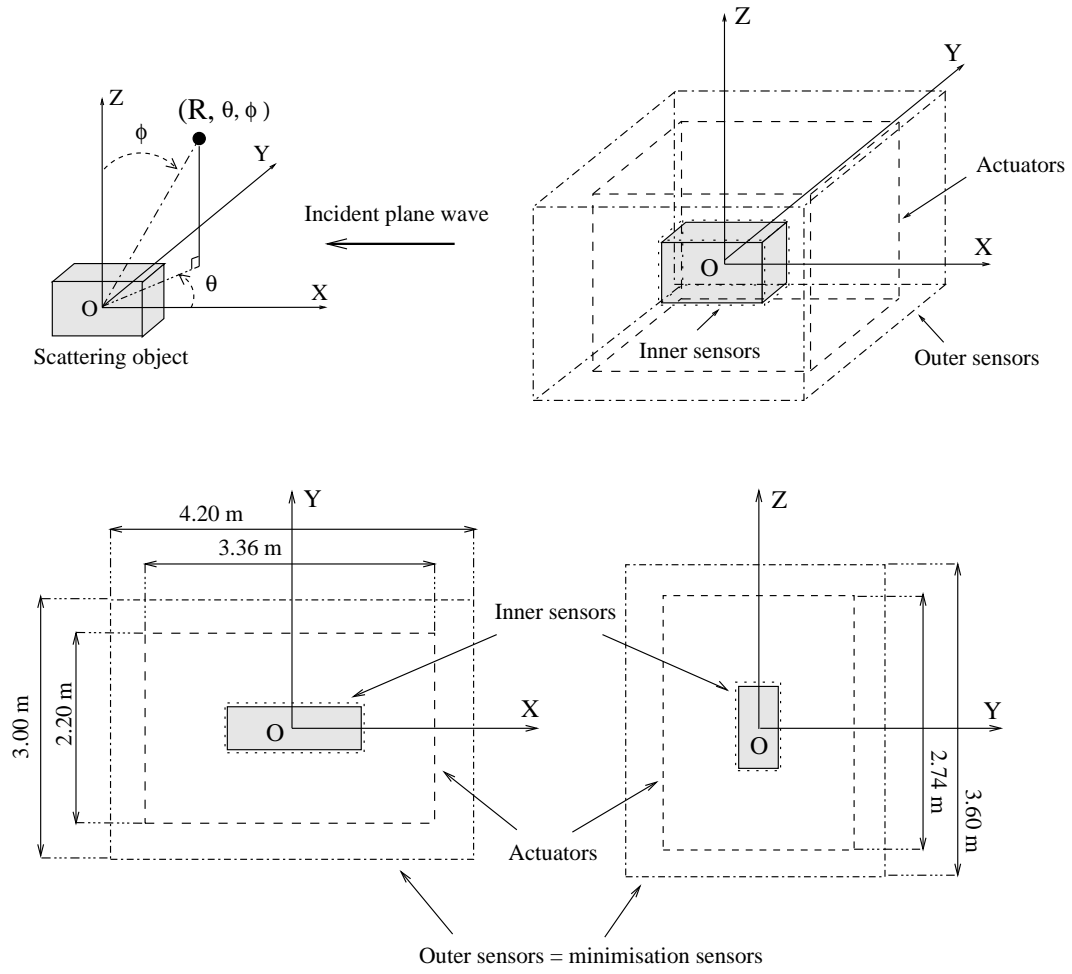 Z
(R, θ, ϕ)
ϕ
Y
Incident plane wave
θ
X
O
Scattering object
Z
Y
Actuators
X
O
Inner sensors
Outer sensors
Y
4.20 m
3.36 m
3.00 m
2.20 m
X
O
Inner sensors
Actuators
Z
Y
O
2.74 m
3.60 m
Outer sensors = minimisation sensors